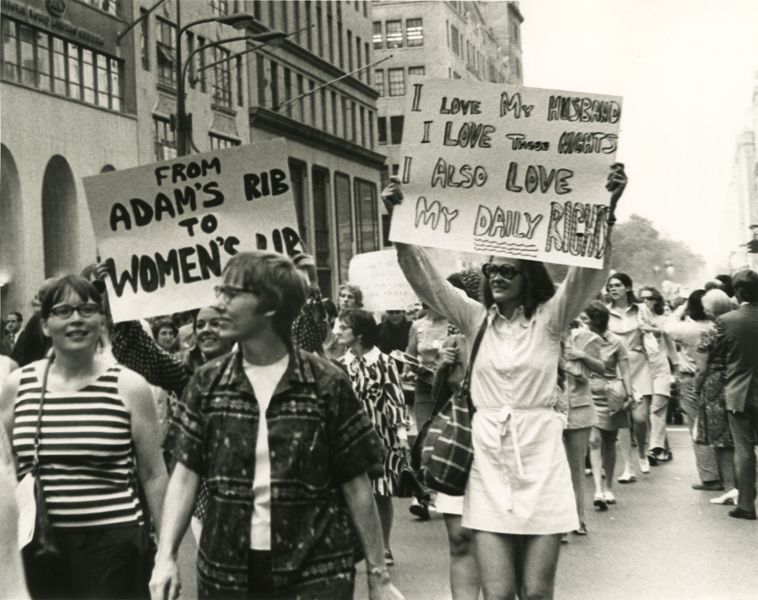 FROM
ADAM'S RIB
TO
WOMEN'S LIB
I LOVE MY HUSBAND
I LOVE THOSE NIGHTS
I ALSO LOVE
MY DAILY RIGHTS